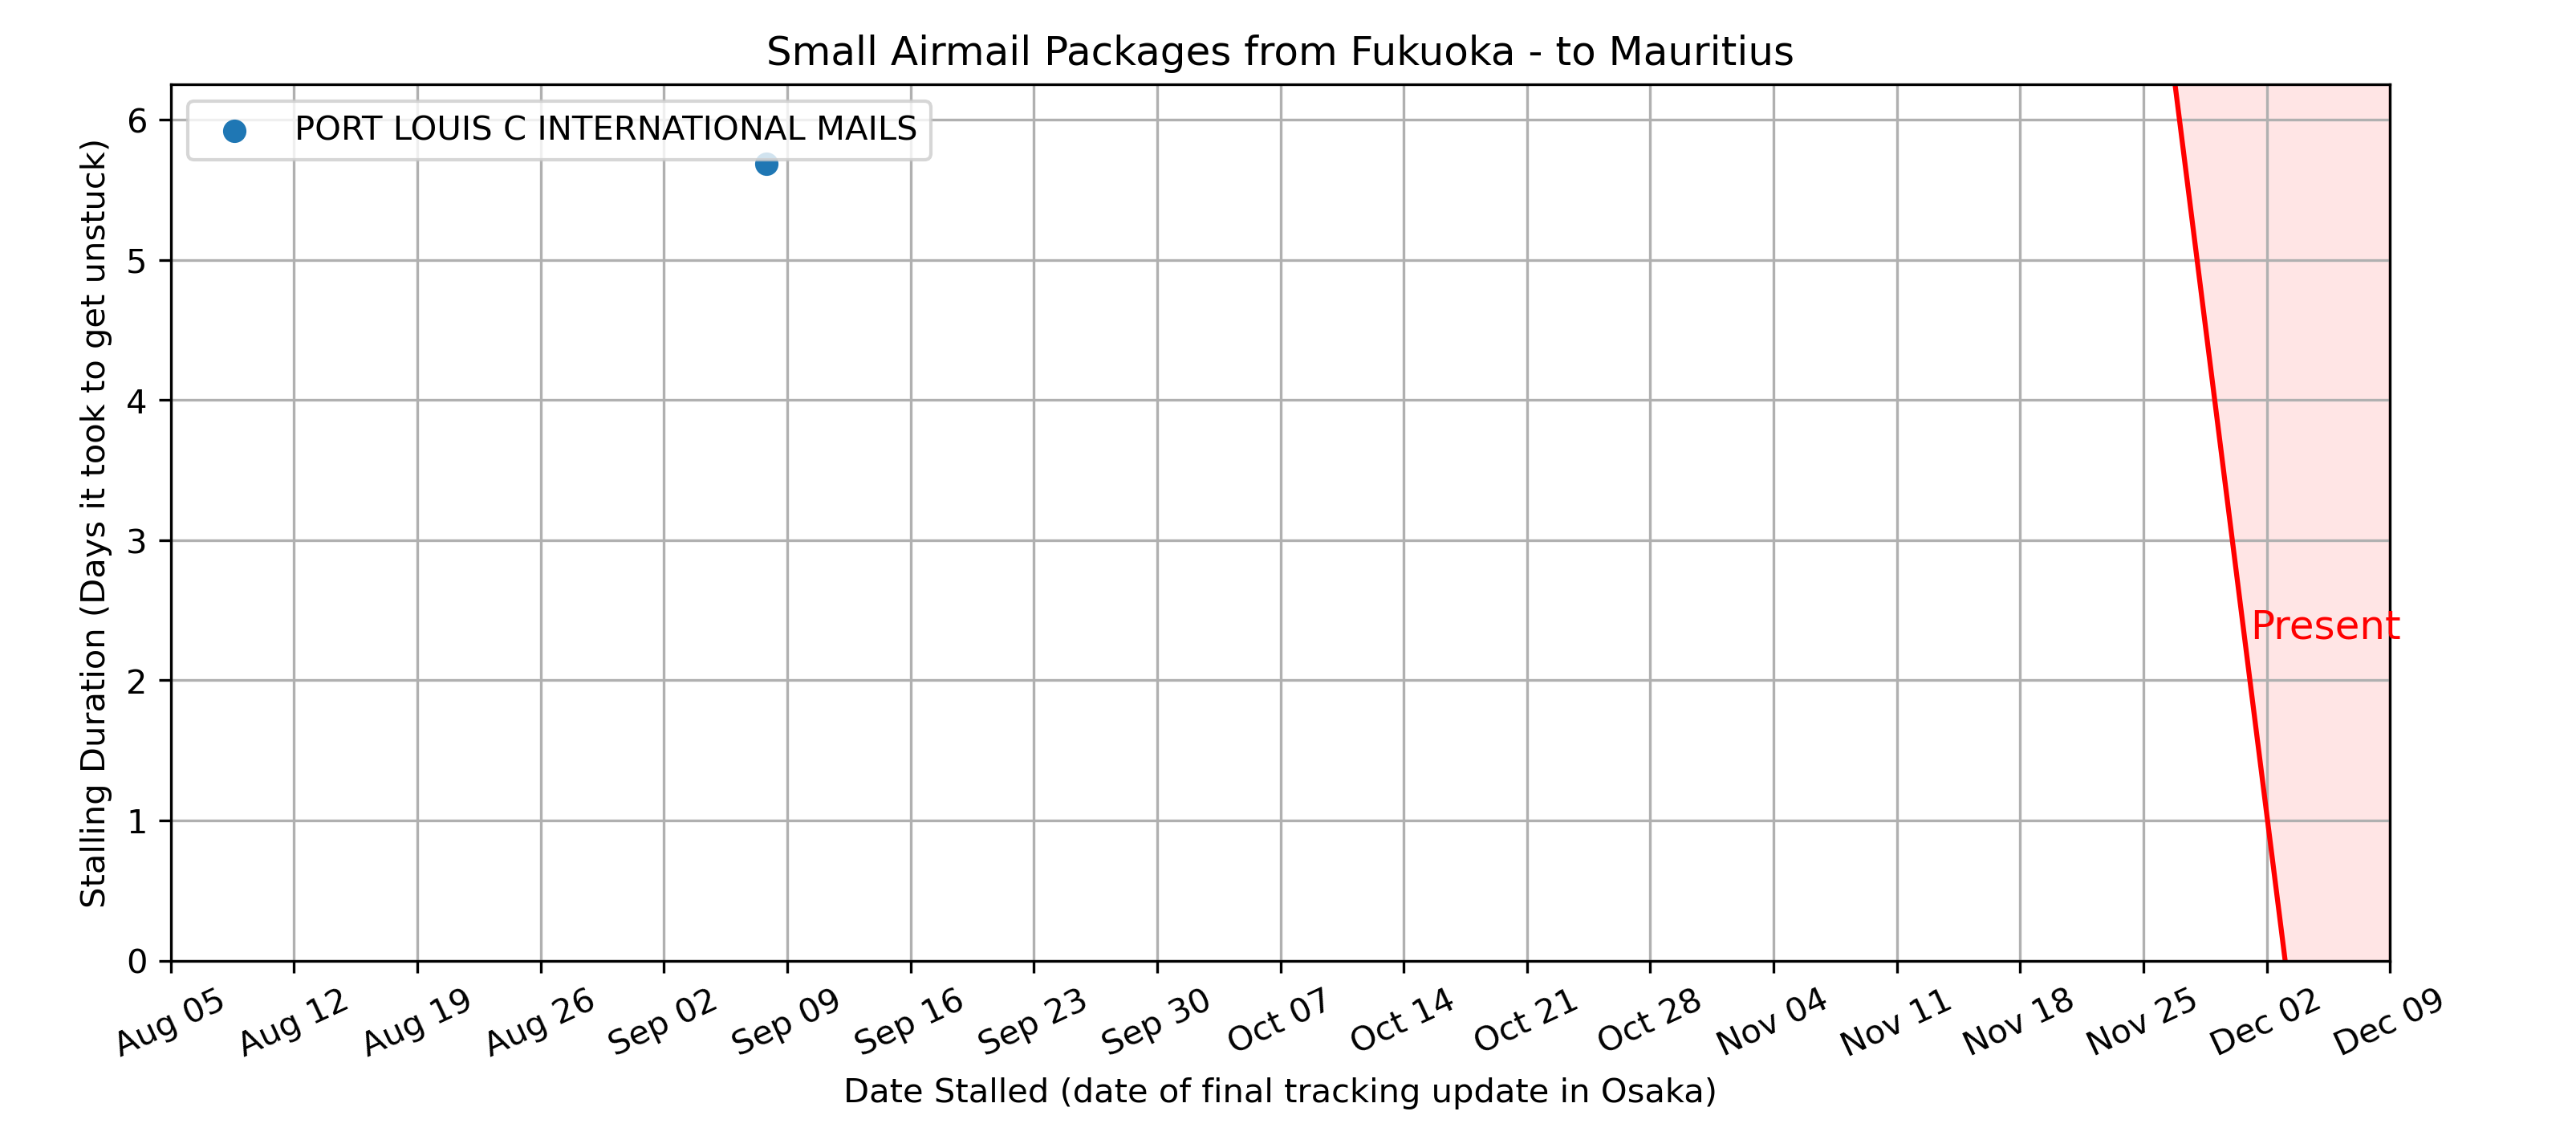 Small Airmail Packages from Fukuoka - to Mauritius
PORT LOUIS C INTERNATIONAL MAILS
Stalling Duration (Days it took to get unstuck)
6
5
4
3
2
1
0
Present
Aug 05
Aug 12
Aug 19
Aug 26
Sep 02
Sep 09
Sep 16
Sep 23
Sep 30
Oct 07
Oct 14
Oct 21
Oct 28
Nov 04
Nov 11
Nov 18
Nov 25
Dec 02
Dec 09
Date Stalled (date of final tracking update in Osaka)